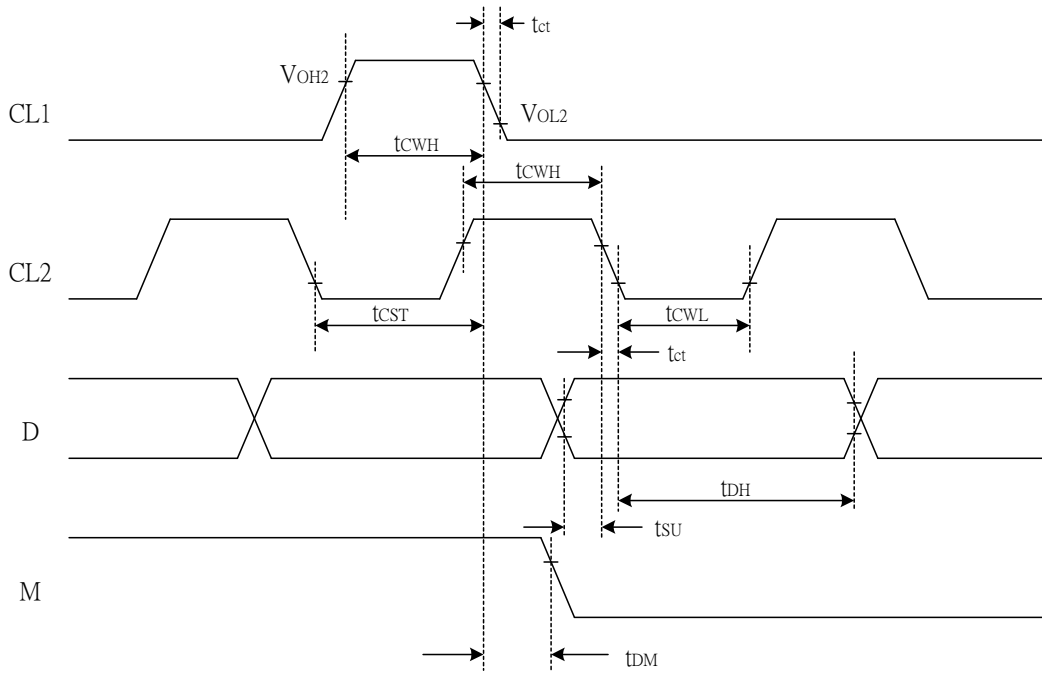 tct
VOH2
CL1
VOL2
tCWH
tCWH
CL2
tCST
tCWL
tct
D
tDH
tSU
M
tDM